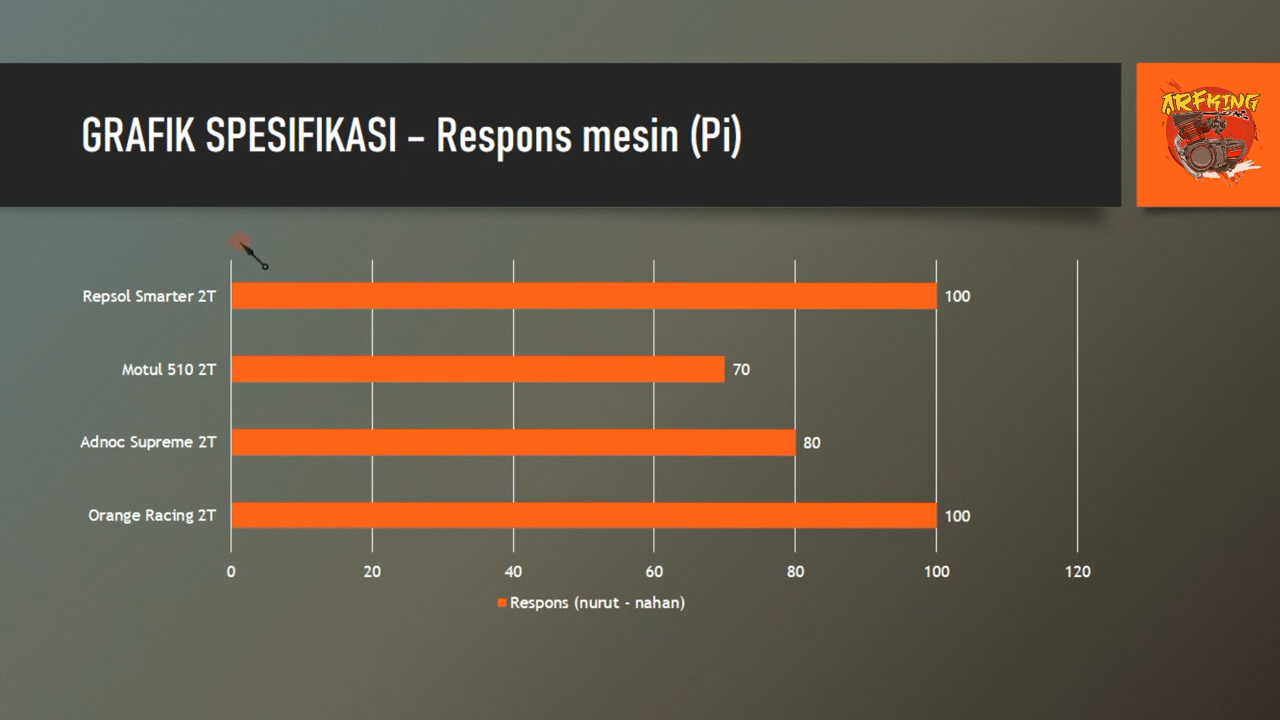 GRAFIK SPESIFIKASI – Respons mesin (Pi)
ARFKING
Repsol Smarter 2T 100
Motul 510 2T 70
Adnoc Supreme 2T 80
Orange Racing 2T 100
0 20 40 60 80 100 120
Respons (nurut - nahan)